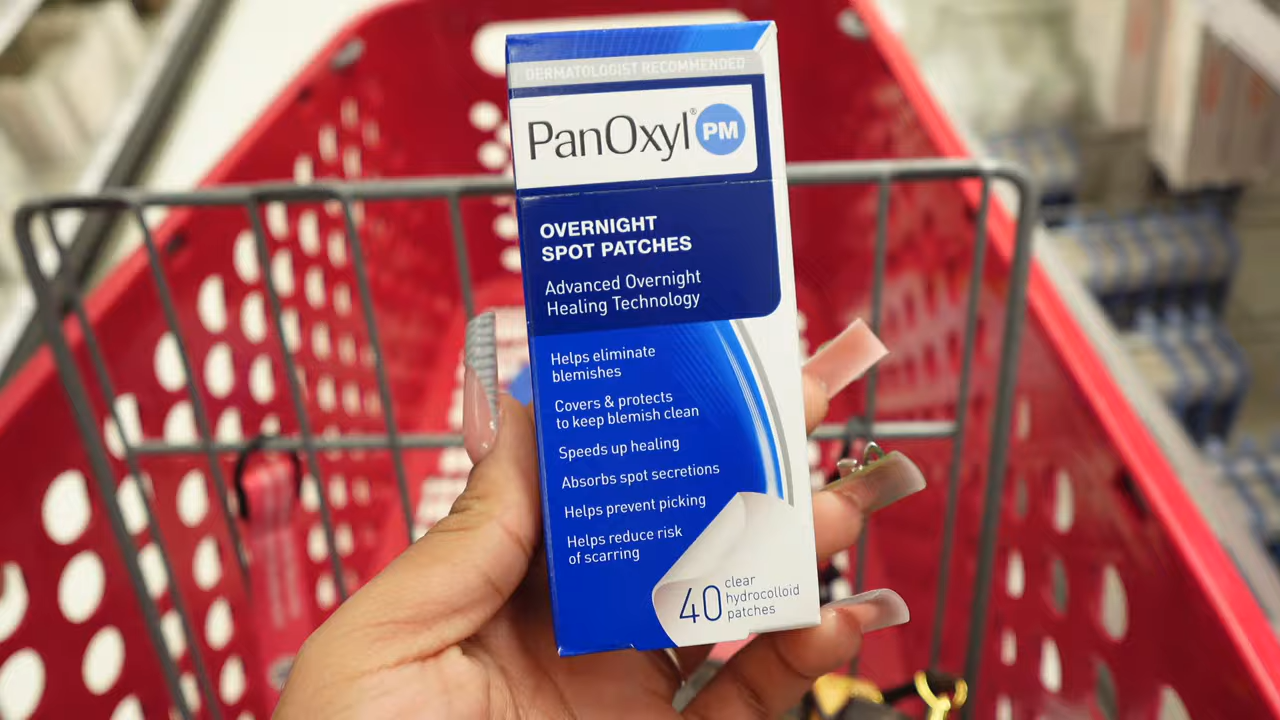 DERMATOLOGIST RECOMMENDED
PanOxyl® PM
OVERNIGHT
SPOT PATCHES
Advanced Overnight
Healing Technology
Helps eliminate
blemishes
Covers & protects
to keep blemish clean
Speeds up healing
Absorbs spot secretions
Helps prevent picking
Helps reduce risk
of scarring
40 clear
hydrocolloid
patches